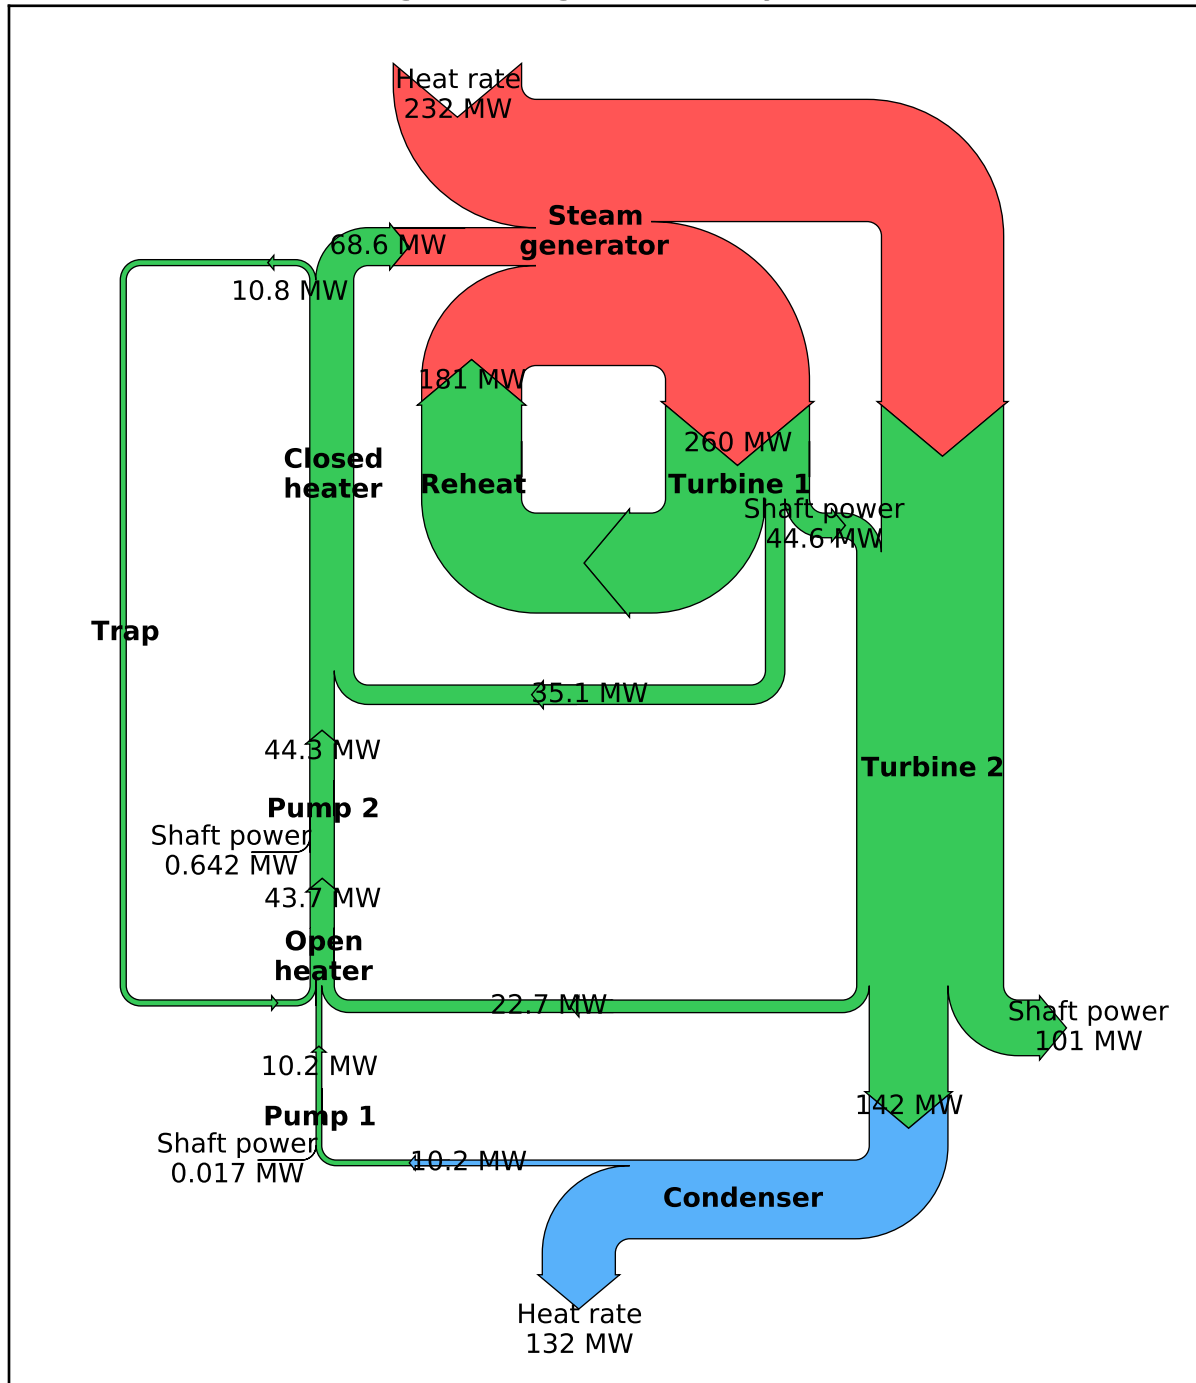 Heat rate
232 MW
Steam
generator
68.6 MW
10.8 MW
181 MW
260 MW
Closed
heater
Reheat
Turbine 1
Shaft power
44.6 MW
Trap
35.1 MW
44.3 MW
Turbine 2
Pump 2
Shaft power
0.642 MW
43.7 MW
Open
heater
22.7 MW
Shaft power
101 MW
10.2 MW
142 MW
Pump 1
Shaft power
0.017 MW
10.2 MW
Condenser
Heat rate
132 MW